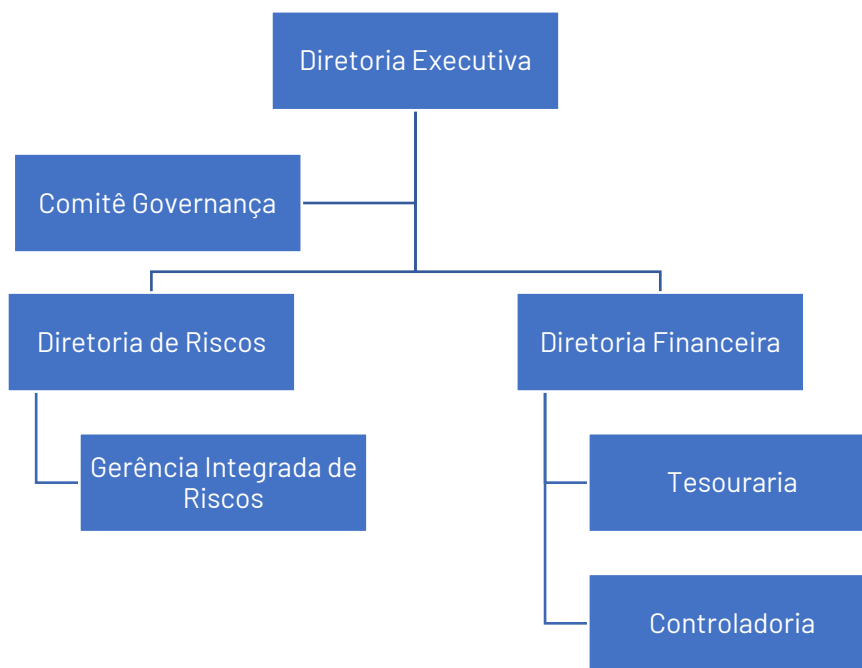 Diretoria Executiva
Comitê Governança
Diretoria de Riscos
Diretoria Financeira
Gerência Integrada de
Riscos
Tesouraria
Controladoria